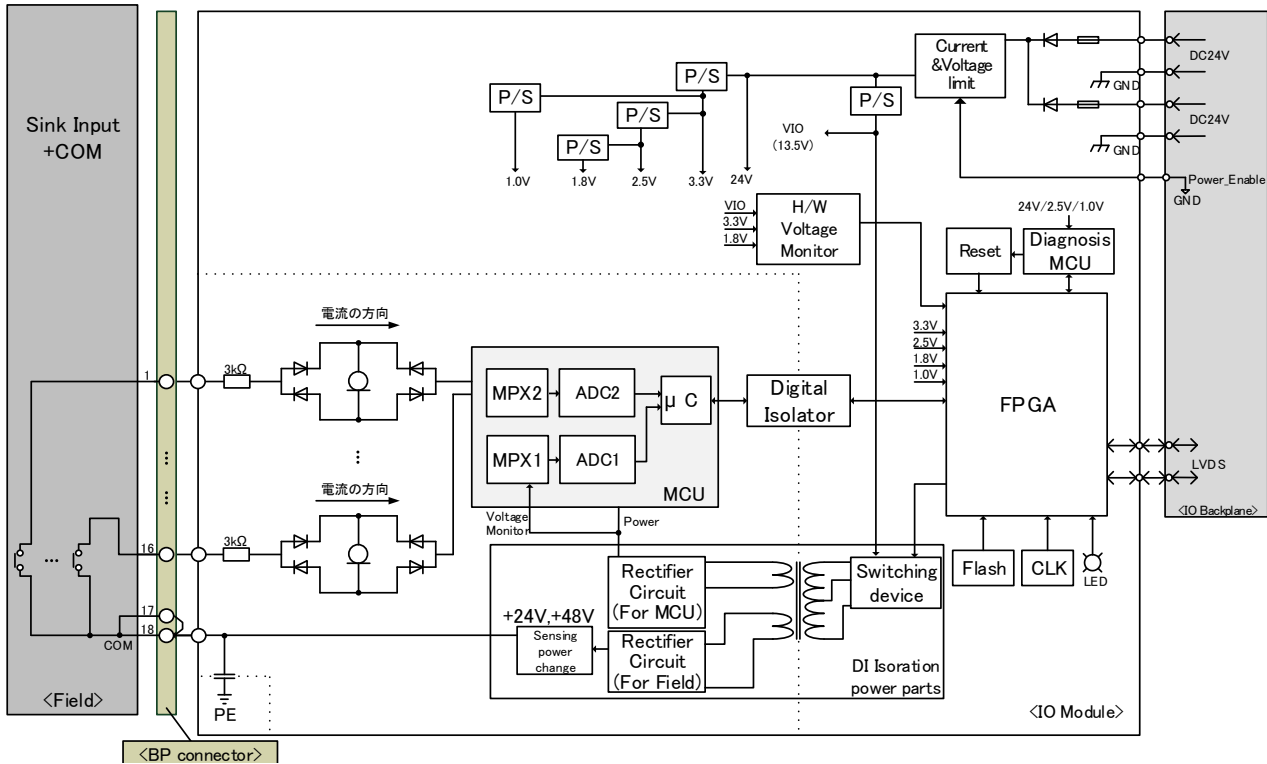 Sink Input
+COM
Current
&Voltage
limit
DC24V
GND
DC24V
GND
Power_Enable
GND
P/S
P/S
P/S
P/S
P/S
VIO
(13.5V)
1.0V
1.8V
2.5V
3.3V
24V
VIO
3.3V
1.8V
H/W
Voltage
Monitor
24V/2.5V/1.0V
Reset
Diagnosis
MCU
電流の方向
1
3kΩ
MPX2
ADC2
μC
MPX1
ADC1
MCU
Digital
Isolator
3.3V
2.5V
1.8V
1.0V
FPGA
LVDS
<IO Backplane>
⋮
⋮
⋮
電流の方向
Voltage
Monitor
Power
...
16
3kΩ
17
18
COM
Rectifier
Circuit
(For MCU)
Switching
device
Flash
CLK
LED
+24V,+48V
Sensing
power
change
Rectifier
Circuit
(For Field)
DI Isoration
power parts
PE
<Field>
<IO Module>
<BP connector>